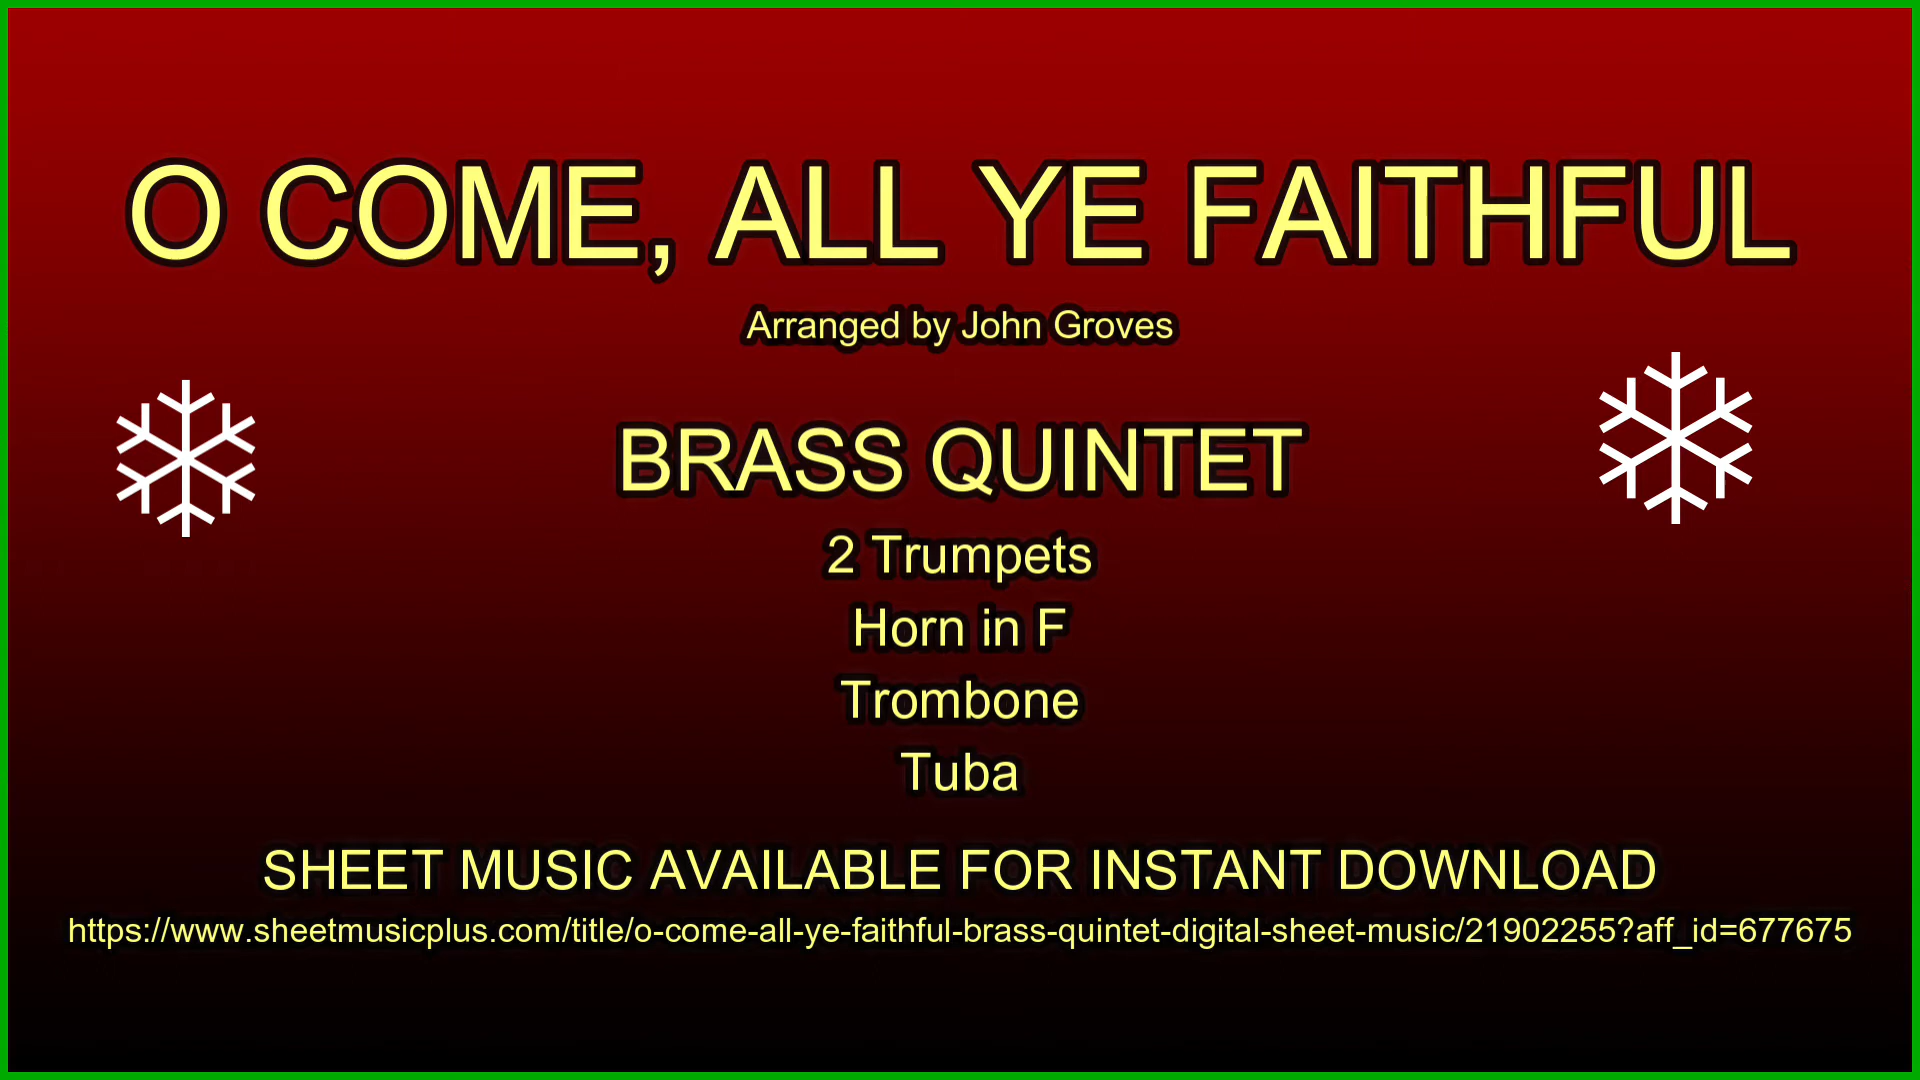 O COME, ALL YE FAITHFUL
Arranged by John Groves
BRASS QUINTET
2 Trumpets
Horn in F
Trombone
Tuba
SHEET MUSIC AVAILABLE FOR INSTANT DOWNLOAD
https://www.sheetmusicplus.com/title/o-come-all-ye-faithful-brass-quintet-digital-sheet-music/21902255?aff_id=677675